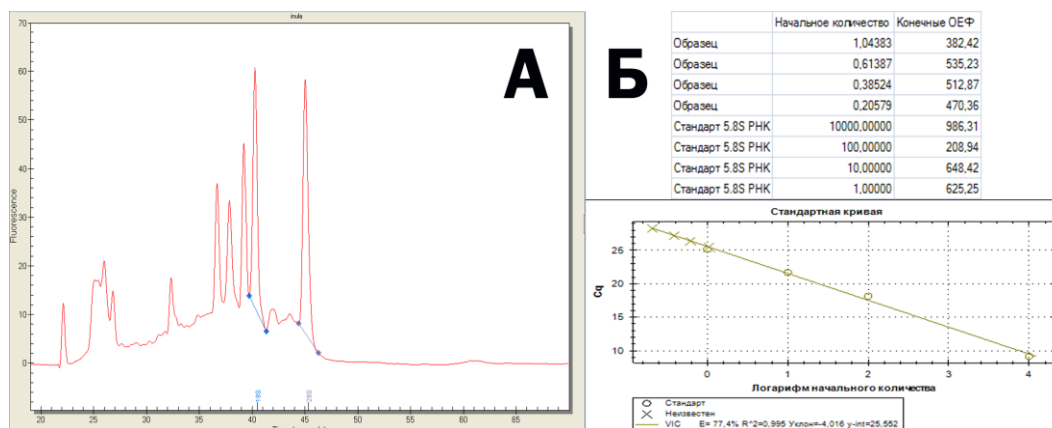 inula
70
60
50
40
30
20
10
0
Fluorescence
20 25 30 35 40 45 50 55 60 65
18S
28S
А
Б
Начальное количество Конечные ОЕФ
Образец 1,04383 382,42
Образец 0,61387 535,23
Образец 0,38524 512,87
Образец 0,20579 470,36
Стандарт 5.8S РНК 10000,00000 986,31
Стандарт 5.8S РНК 100,00000 208,94
Стандарт 5.8S РНК 10,00000 648,42
Стандарт 5.8S РНК 1,00000 625,25
Стандартная кривая
25
20
15
10
Cq
0 1 2 3 4
Логарифм начального количества
Стандарт
Неизвестен
VIC E= 77,4% R^2=0,995 Уклон=-4,016 y-int=25,552